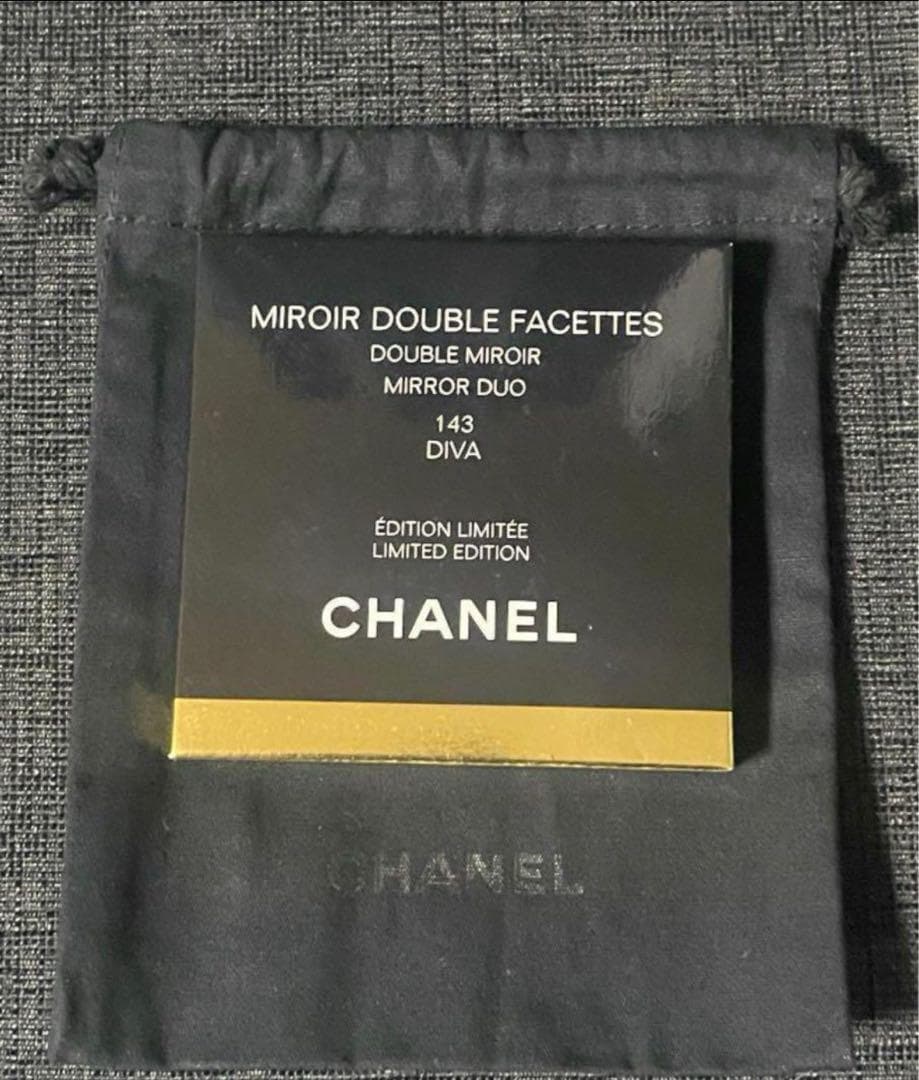 MIROIR DOUBLE FACETTES
DOUBLE MIROIR
MIRROR DUO
143
DIVA
ÉDITION LIMITÉE
LIMITED EDITION
CHANEL
CHANEL